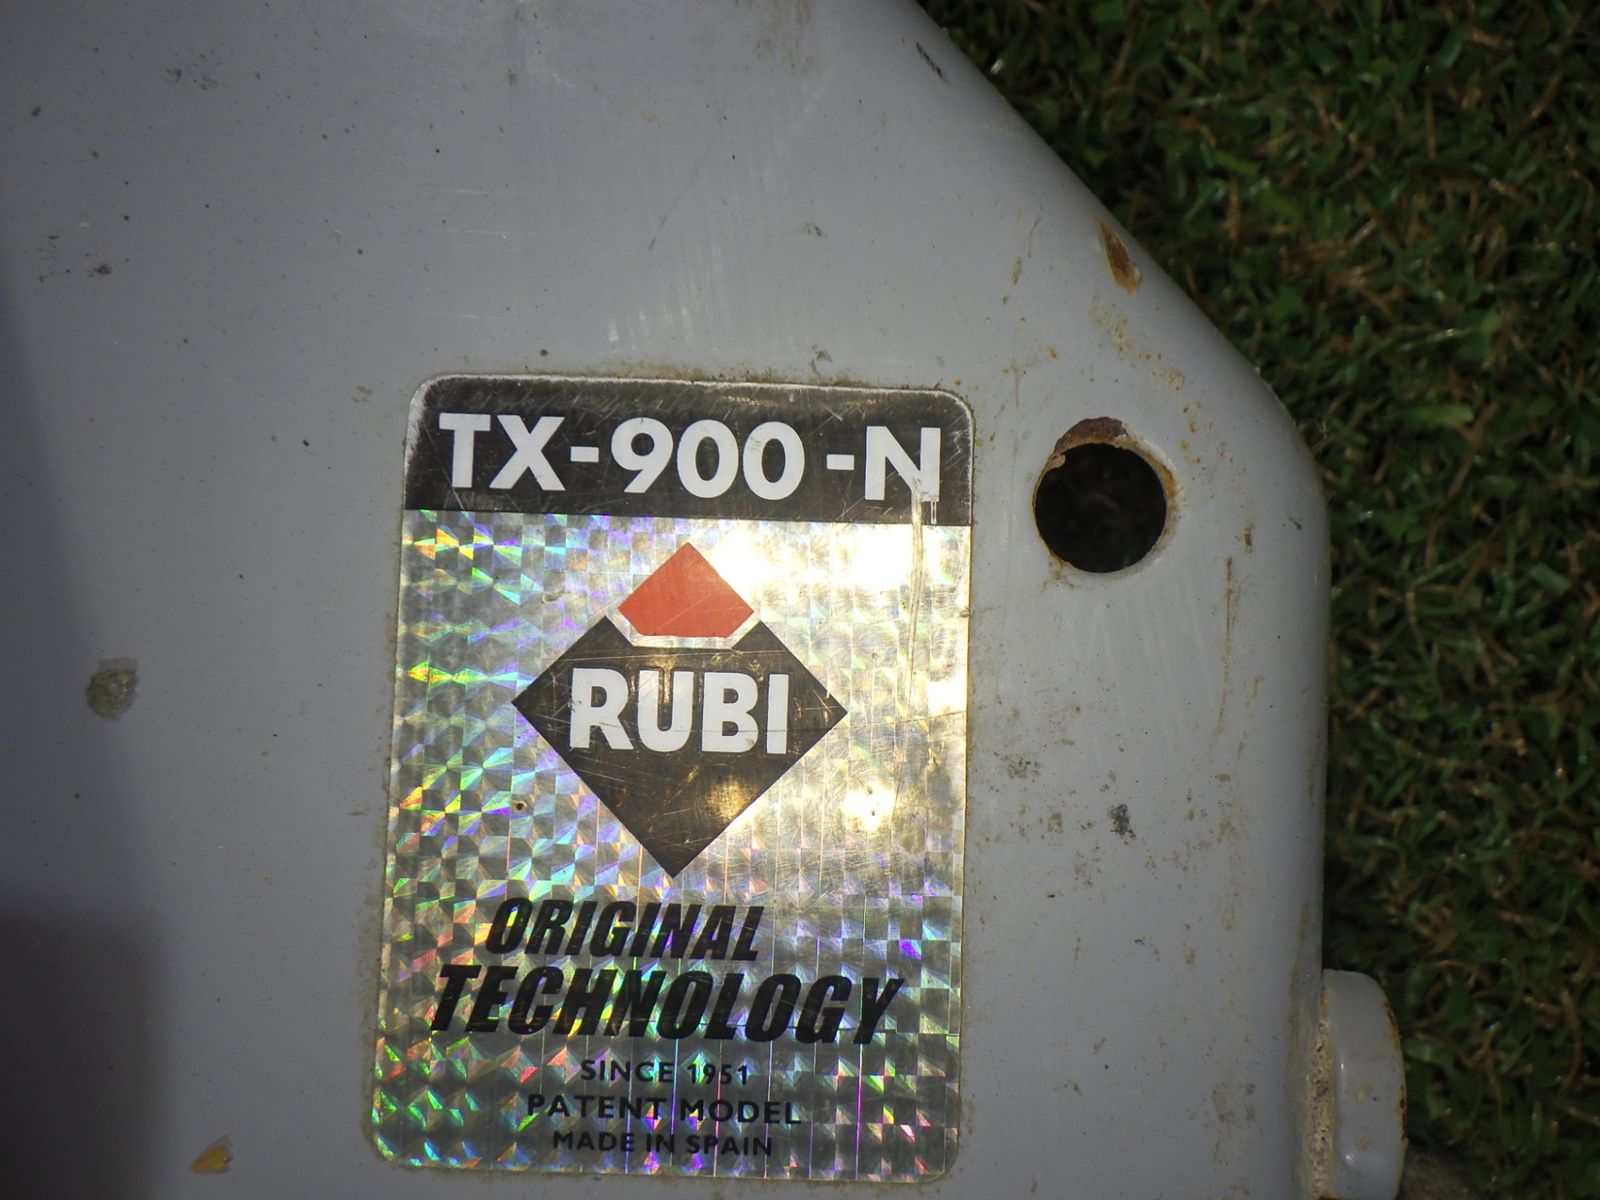 TX-900-N
RUBI
ORIGINAL
TECHNOLOGY
SINCE 1951
PATENT MODEL
MADE IN SPAIN